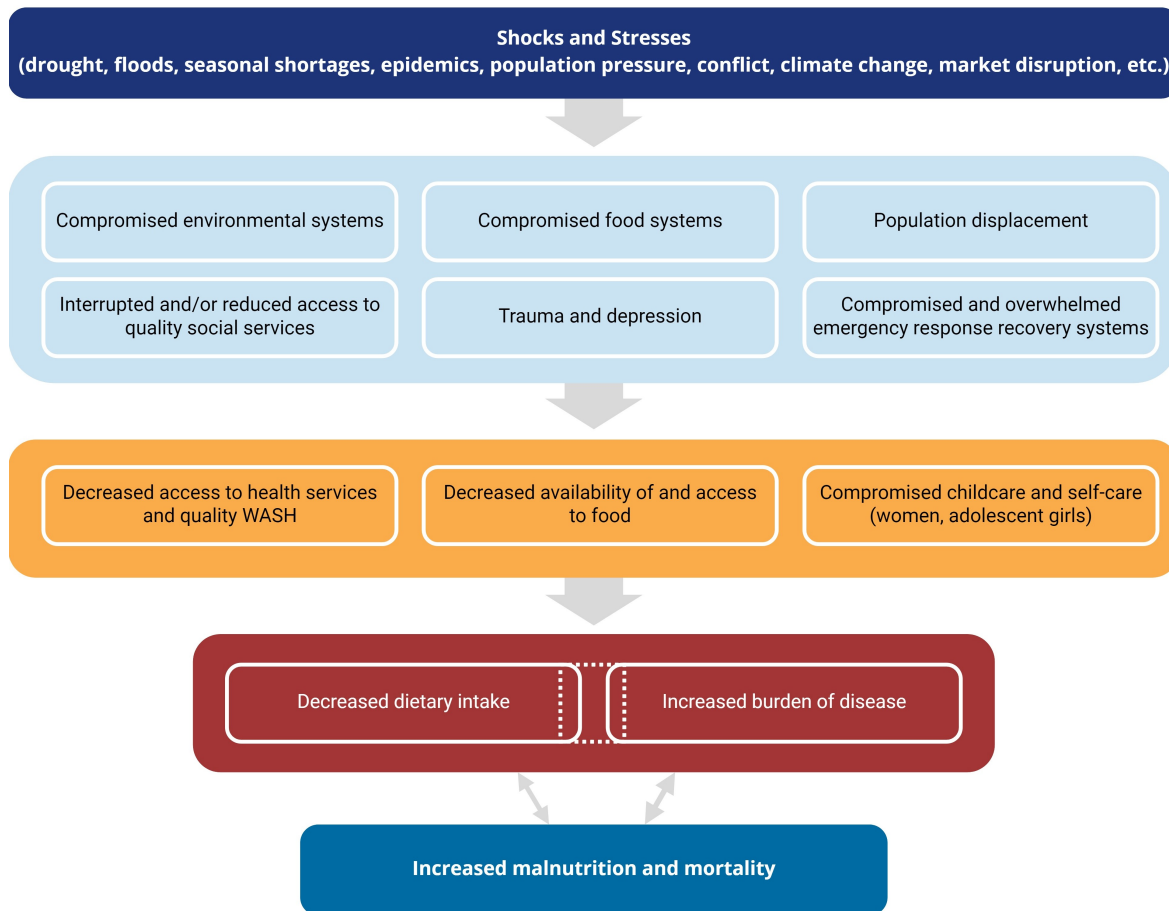 Shocks and Stresses
(drought, floods, seasonal shortages, epidemics, population pressure, conflict, climate change, market disruption, etc.)
Compromised environmental systems
Compromised food systems
Population displacement
Interrupted and/or reduced access to
quality social services
Trauma and depression
Compromised and overwhelmed
emergency response recovery systems
Decreased access to health services
and quality WASH
Decreased availability of and access
to food
Compromised childcare and self-care
(women, adolescent girls)
Decreased dietary intake
Increased burden of disease
Increased malnutrition and mortality